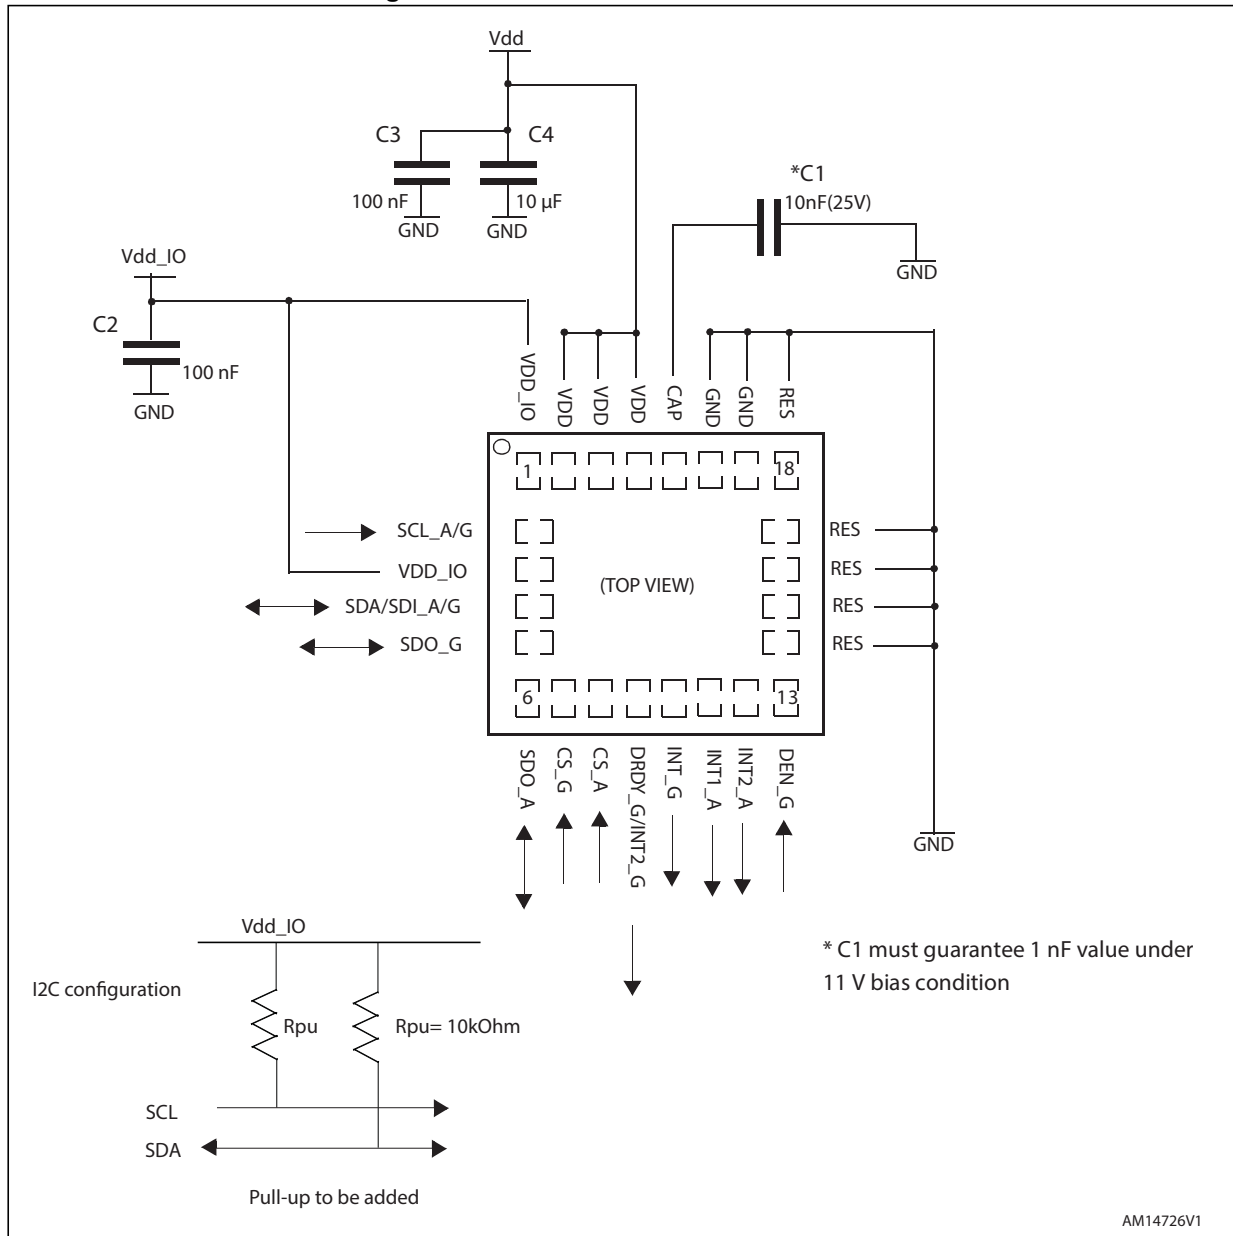 g
Vdd
C3
C4
100 nF
10 µF
GND
GND
*C1
10nF(25V)
GND
Vdd_IO
C2
100 nF
GND
VDD_IO
VDD
VDD
VDD
CAP
GND
GND
RES
1
18
SCL_A/G
VDD_IO
SDA/SDI_A/G
SDO_G
(TOP VIEW)
RES
RES
RES
RES
6
13
SDO_A
CS_G
CS_A
DRDY_G/INT2_G
INT_G
INT1_A
INT2_A
DEN_G
GND
Vdd_IO
I2C configuration
Rpu
Rpu= 10kOhm
SCL
SDA
Pull-up to be added
* C1 must guarantee 1 nF value under
11 V bias condition
AM14726V1